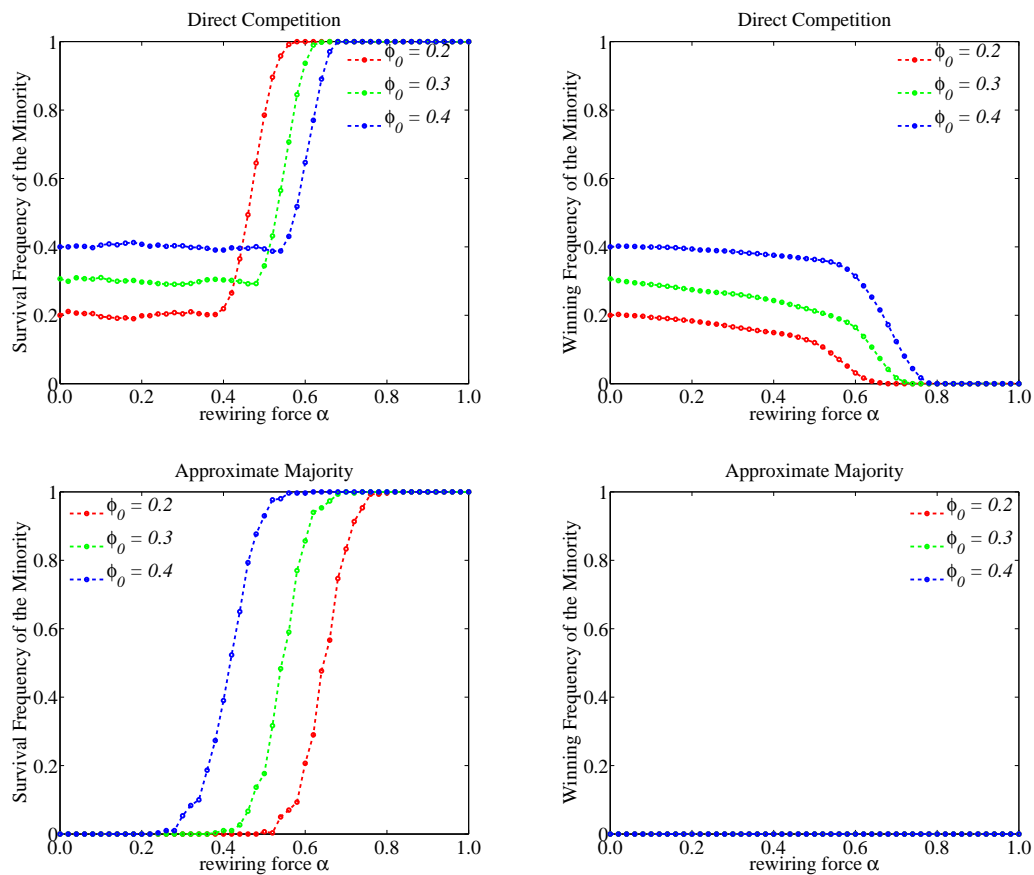 Direct Competition
Survival Frequency of the Minority
1
0.8
0.6
0.4
0.2
0
ϕ0 = 0.2
ϕ0 = 0.3
ϕ0 = 0.4
0.0 0.2 0.4 0.6 0.8 1.0
rewiring force α
Direct Competition
Winning Frequency of the Minority
1
0.8
0.6
0.4
0.2
0
ϕ0 = 0.2
ϕ0 = 0.3
ϕ0 = 0.4
0.0 0.2 0.4 0.6 0.8 1.0
rewiring force α
Approximate Majority
Survival Frequency of the Minority
1
0.8
0.6
0.4
0.2
0
ϕ0 = 0.2
ϕ0 = 0.3
ϕ0 = 0.4
0.0 0.2 0.4 0.6 0.8 1.0
rewiring force α
Approximate Majority
Winning Frequency of the Minority
1
0.8
0.6
0.4
0.2
0
ϕ0 = 0.2
ϕ0 = 0.3
ϕ0 = 0.4
0.0 0.2 0.4 0.6 0.8 1.0
rewiring force α